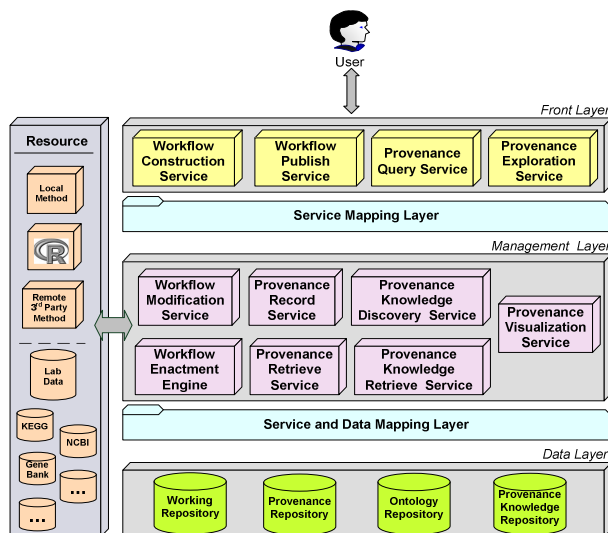 User
Front Layer
Resource
Workflow
Construction
Service
Workflow
Publish
Service
Provenance
Query Service
Provenance
Exploration
Service
Local
Method
R
Service Mapping Layer
Management Layer
Remote
3rd Party
Method
Workflow
Modification
Service
Provenance
Record
Service
Provenance
Knowledge
Discovery Service
Provenance
Visualization
Service
Workflow
Enactment
Engine
Provenance
Retrieve
Service
Provenance
Knowledge
Retrieve Service
Lab
Data
KEGG
NCBI
Gene
Bank
...
...
Service and Data Mapping Layer
Data Layer
Working
Repository
Provenance
Repository
Ontology
Repository
Provenance
Knowledge
Repository